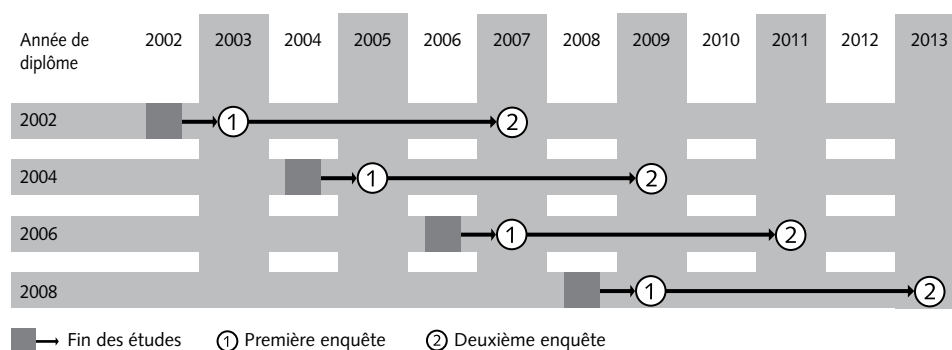 Année de diplôme 2002 2003 2004 2005 2006 2007 2008 2009 2010 2011 2012 2013
2002 1 2
2004 1 2
2006 1 2
2008 1 2
Fin des études 1 Première enquête 2 Deuxième enquête